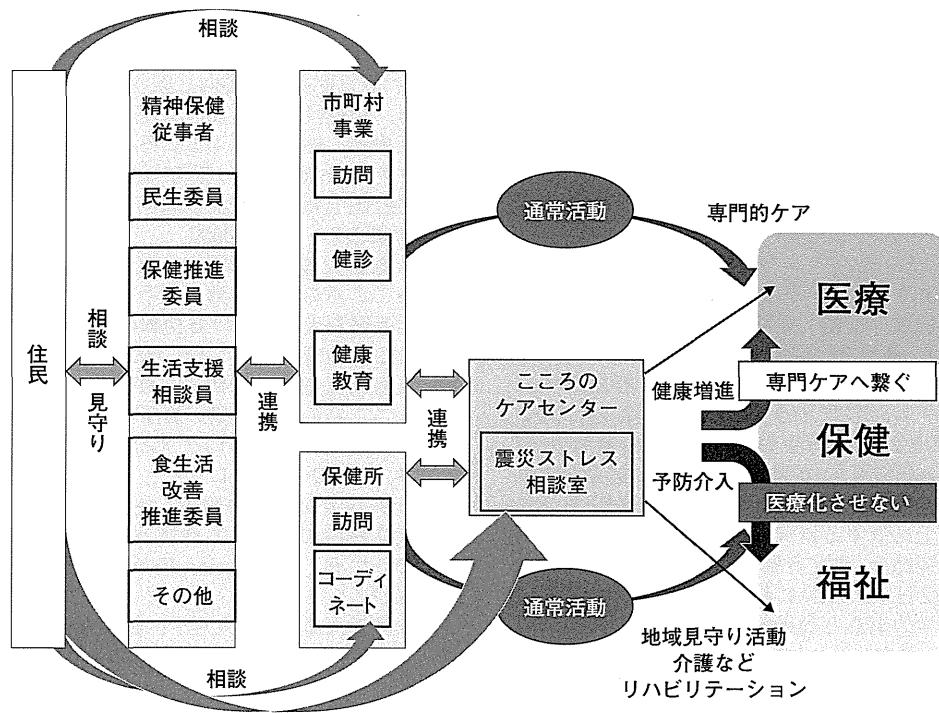 相談
住民
相談
見守り
精神保健
従事者
民生委員
保健推進
委員
生活支援
相談員
食生活
改善
推進委員
その他
連携
市町村
事業
訪問
健診
健康
教育
保健所
訪問
コーディ
ネート
相談
連携
こころの
ケアセンター
震災ストレス
相談室
通常活動
専門的ケア
通常活動
健康増進
予防介入
医療
専門ケアへ繋ぐ
保健
医療化させない
福祉
地域見守り活動
介護など
リハビリテーション